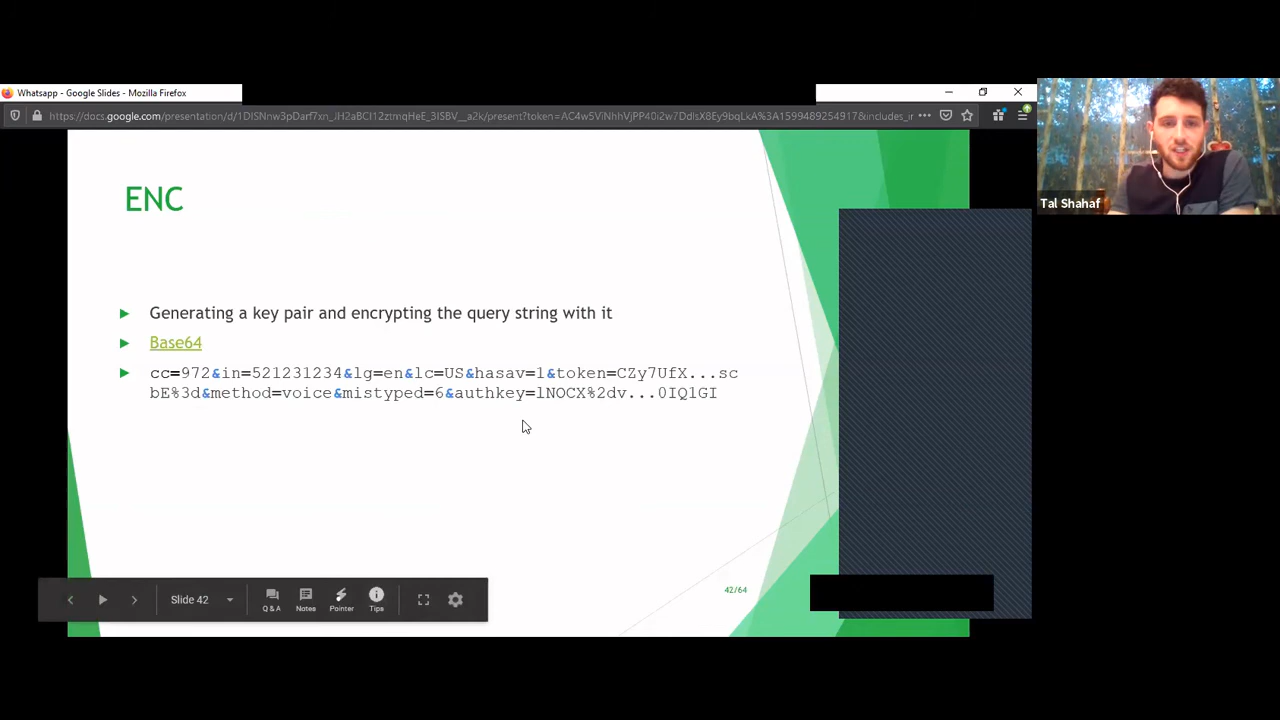 Whatsapp - Google Slides - Mozilla Firefox
Tal Shahaf
ENC
Generating a key pair and encrypting the query string with it
Base64
cc=972&in=521231234&lg=en&lc=US&hasav=1&token=CZy7UfX...sc
bE%3d&method=voice&mistyped=6&authkey=lNOCX%2dv...0IQ1GI
42/64
Slide 42
Q & A
Notes
Pointer
Tips